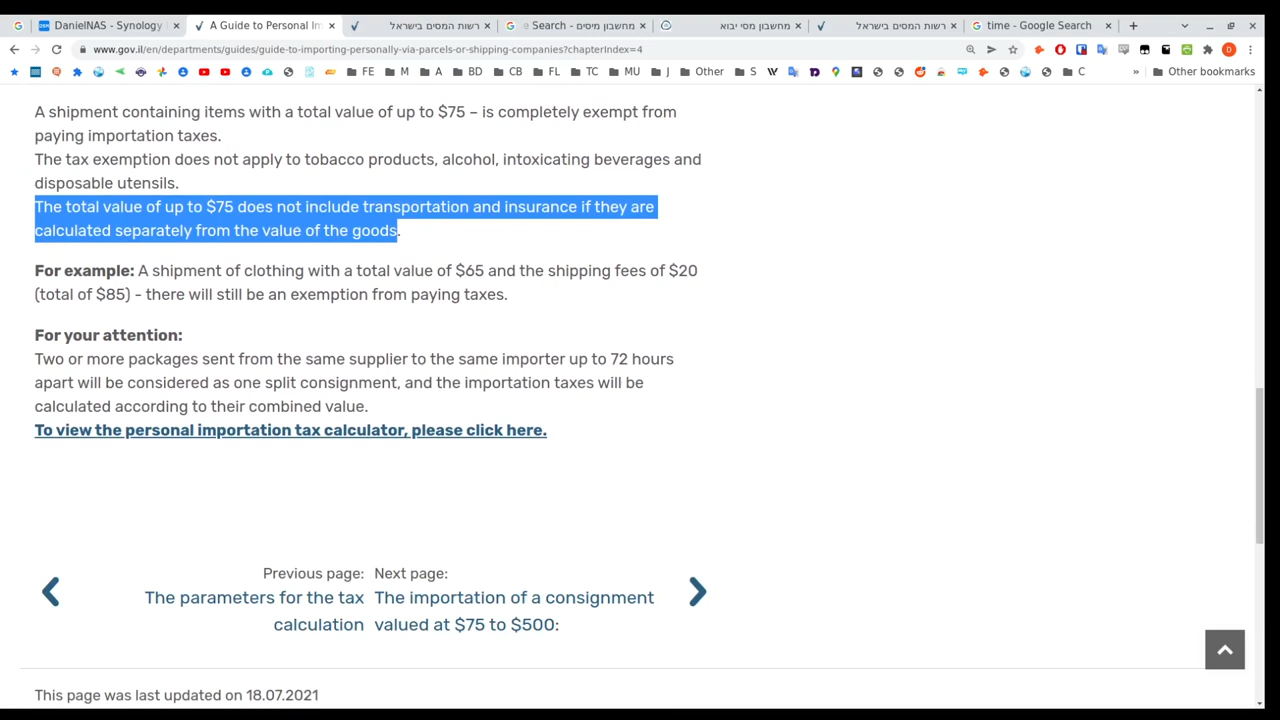 DanielNAS - Synology
A Guide to Personal Im
רשות המסים בישראל
מחשבון מיסים - Search
מחשבון מסי יבוא
רשות המסים בישראל
time - Google Search
www.gov.il/en/departments/guides/guide-to-importing-personally-via-parcels-or-shipping-companies?chapterIndex=4
FE M A BD CB FL TC MU J Other S C » Other bookmarks
A shipment containing items with a total value of up to $75 – is completely exempt from
paying importation taxes.
The tax exemption does not apply to tobacco products, alcohol, intoxicating beverages and
disposable utensils.
The total value of up to $75 does not include transportation and insurance if they are
calculated separately from the value of the goods.
For example: A shipment of clothing with a total value of $65 and the shipping fees of $20
(total of $85) - there will still be an exemption from paying taxes.
For your attention:
Two or more packages sent from the same supplier to the same importer up to 72 hours
apart will be considered as one split consignment, and the importation taxes will be
calculated according to their combined value.
To view the personal importation tax calculator, please click here.
Previous page:
The parameters for the tax
calculation
Next page:
The importation of a consignment
valued at $75 to $500:
This page was last updated on 18.07.2021